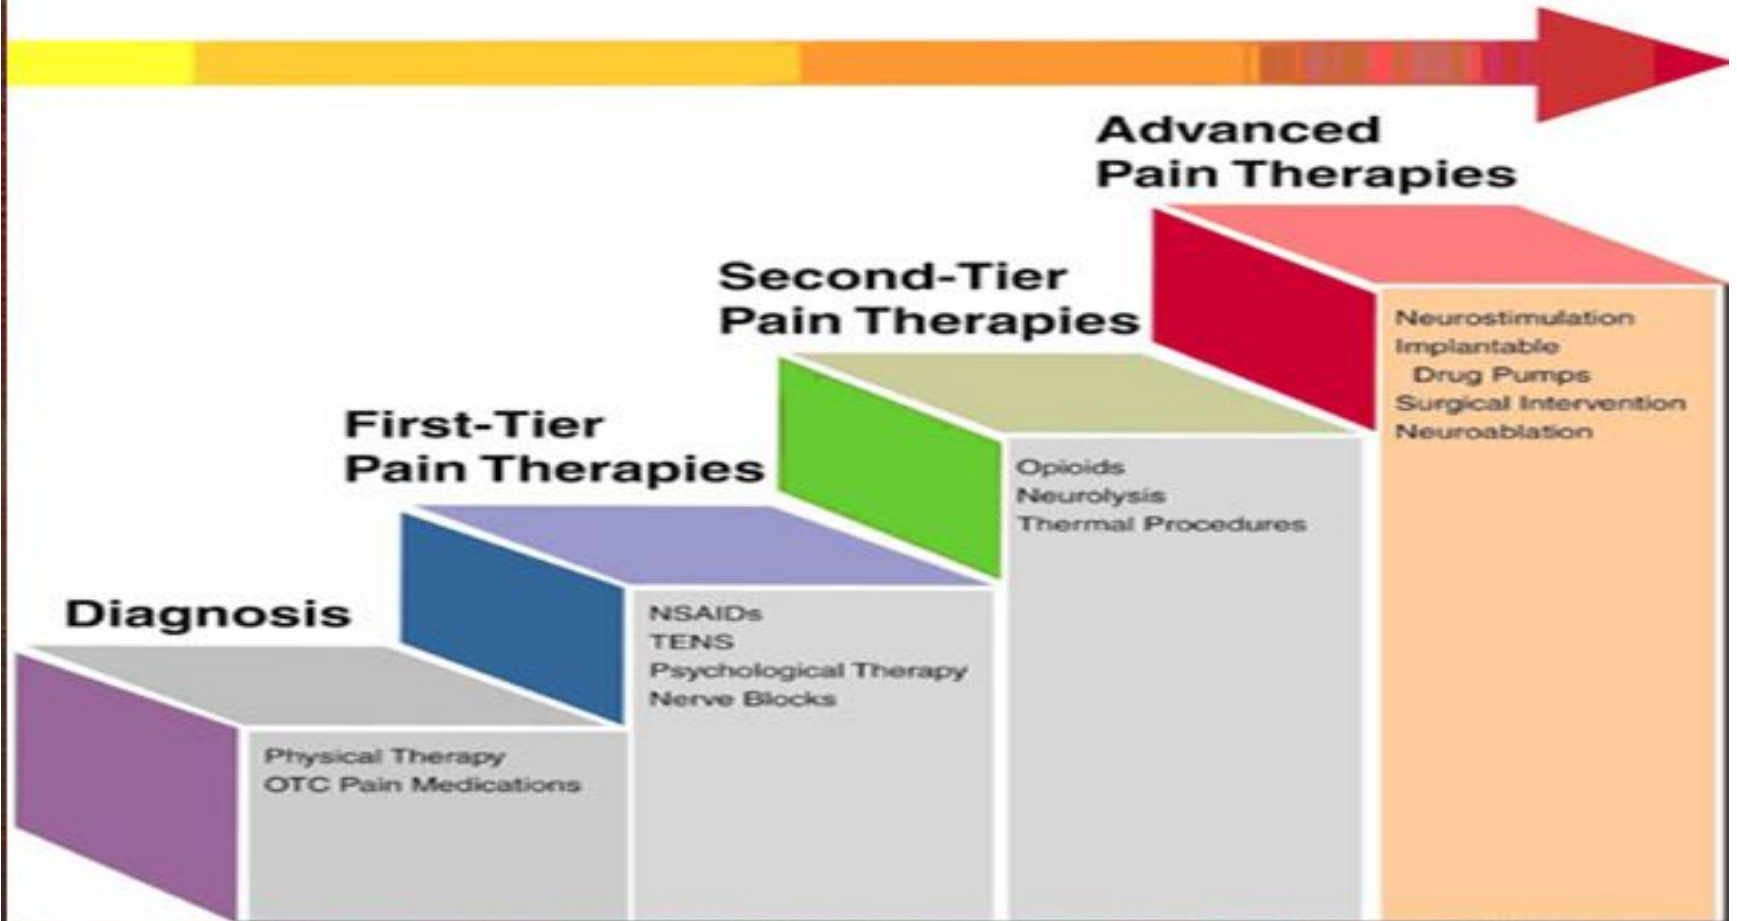 Advanced
Pain Therapies
Neurostimulation
Implantable
Drug Pumps
Surgical Intervention
Neuroablation
Second-Tier
Pain Therapies
Opioids
Neurolysis
Thermal Procedures
First-Tier
Pain Therapies
NSAIDs
TENS
Psychological Therapy
Nerve Blocks
Diagnosis
Physical Therapy
OTC Pain Medications